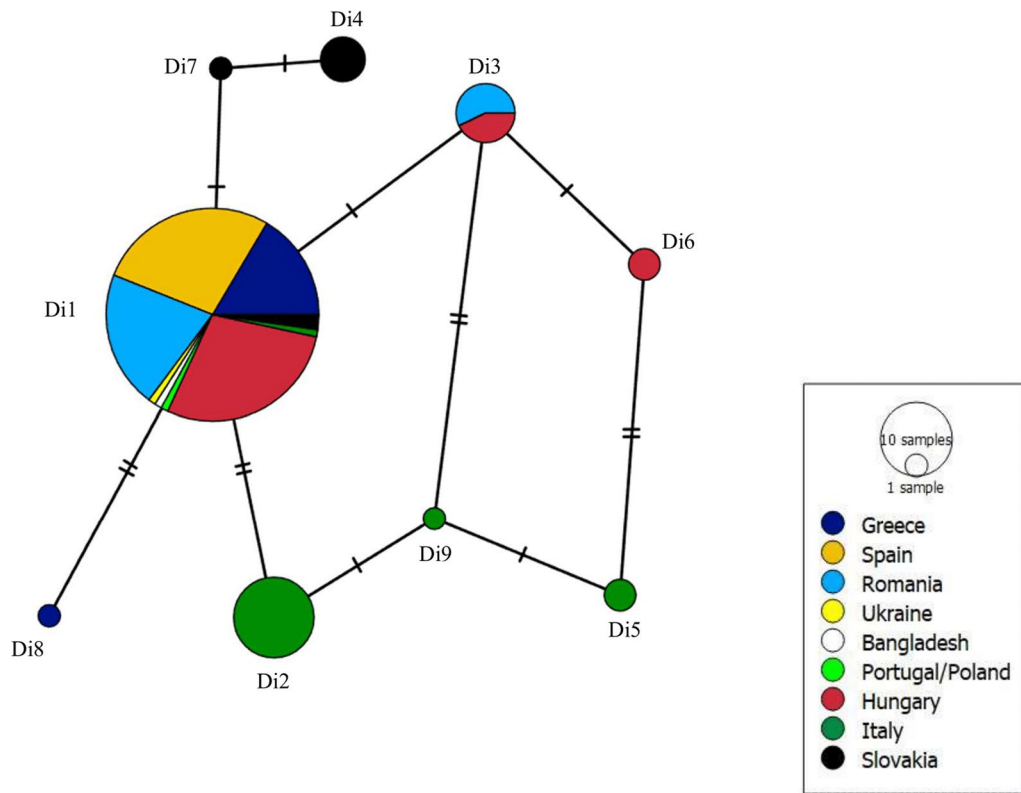 Di4
Di7
Di3
Di6
Di1
Di9
Di5
Di8
Di2
10 samples
1 sample
Greece
Spain
Romania
Ukraine
Bangladesh
Portugal/Poland
Hungary
Italy
Slovakia